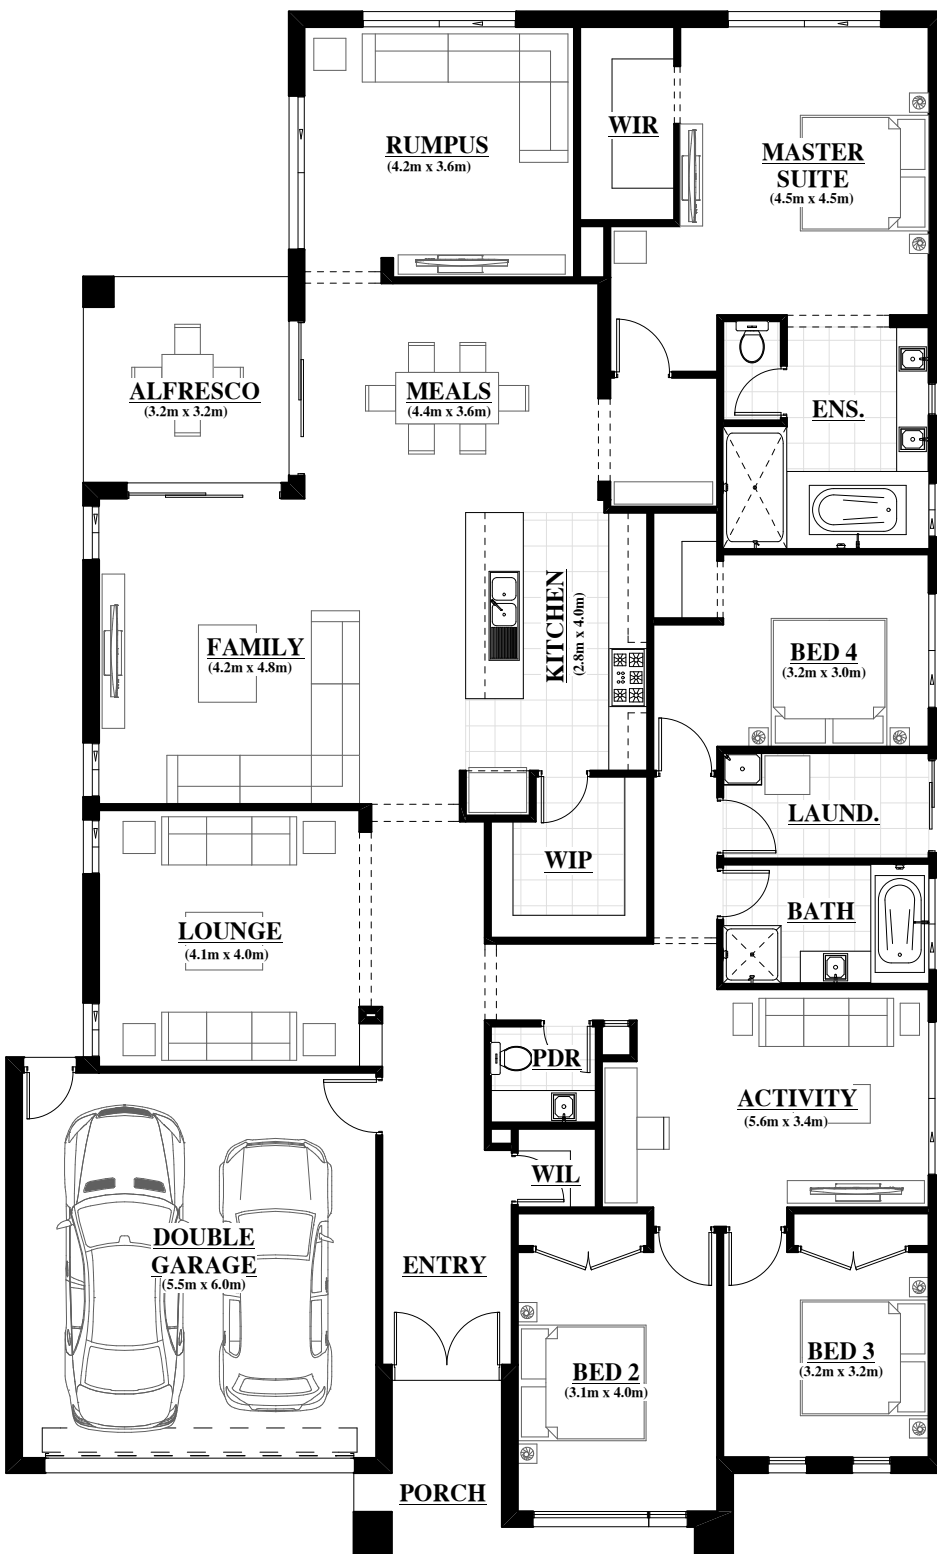 RUMPUS
(4.2m x 3.6m)
WIR
MASTER
SUITE
(4.5m x 4.5m)
ALFRESCO
(3.2m x 3.2m)
MEALS
(4.4m x 3.6m)
ENS.
FAMILY
(4.2m x 4.8m)
KITCHEN
(2.8m x 4.0m)
BED 4
(3.2m x 3.0m)
LAUND.
WIP
BATH
LOUNGE
(4.1m x 4.0m)
PDR
ACTIVITY
(5.6m x 3.4m)
WIL
DOUBLE
GARAGE
(5.5m x 6.0m)
ENTRY
BED 2
(3.1m x 4.0m)
BED 3
(3.2m x 3.2m)
PORCH